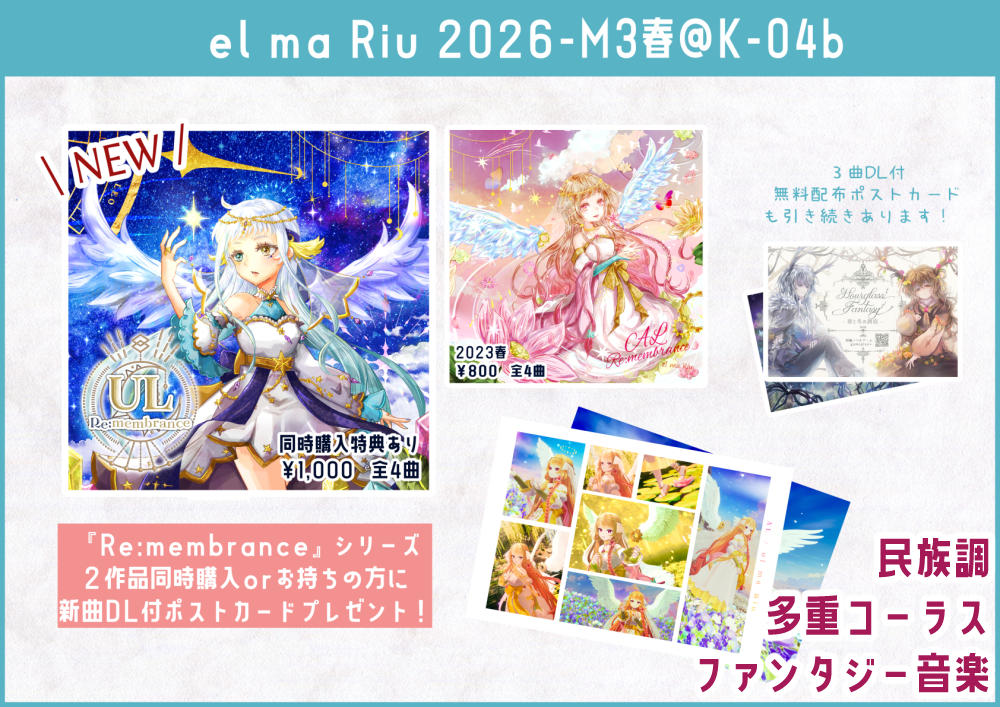 el ma Riu 2026-M3春@K-04b
\ NEW /
UL
Re:membrance
同時購入特典あり
¥1,000 全4曲
2023春
¥800 全4曲
AL
Re:membrance
el ma Riu
3曲DL付
無料配布ポストカード
も引き続きあります!
Hourglass!
Fantasy
『Re:membrance』シリーズ
2作品同時購入orお持ちの方に
新曲DL付ポストカードプレゼント!
民族調
多重コーラス
ファンタジー音楽